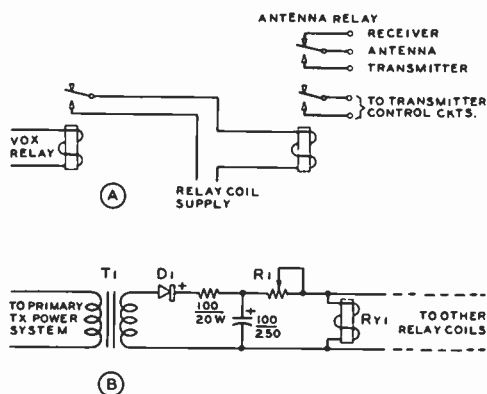 ANTENNA RELAY
RECEIVER
ANTENNA
TRANSMITTER
TO TRANSMITTER
CONTROL CKTS.
VOX
RELAY
RELAY COIL
SUPPLY
A
T1
D1
+
R1
TO PRIMARY
TX POWER
SYSTEM
100
20W
+
100
250
RY1
TO OTHER
RELAY COILS
B